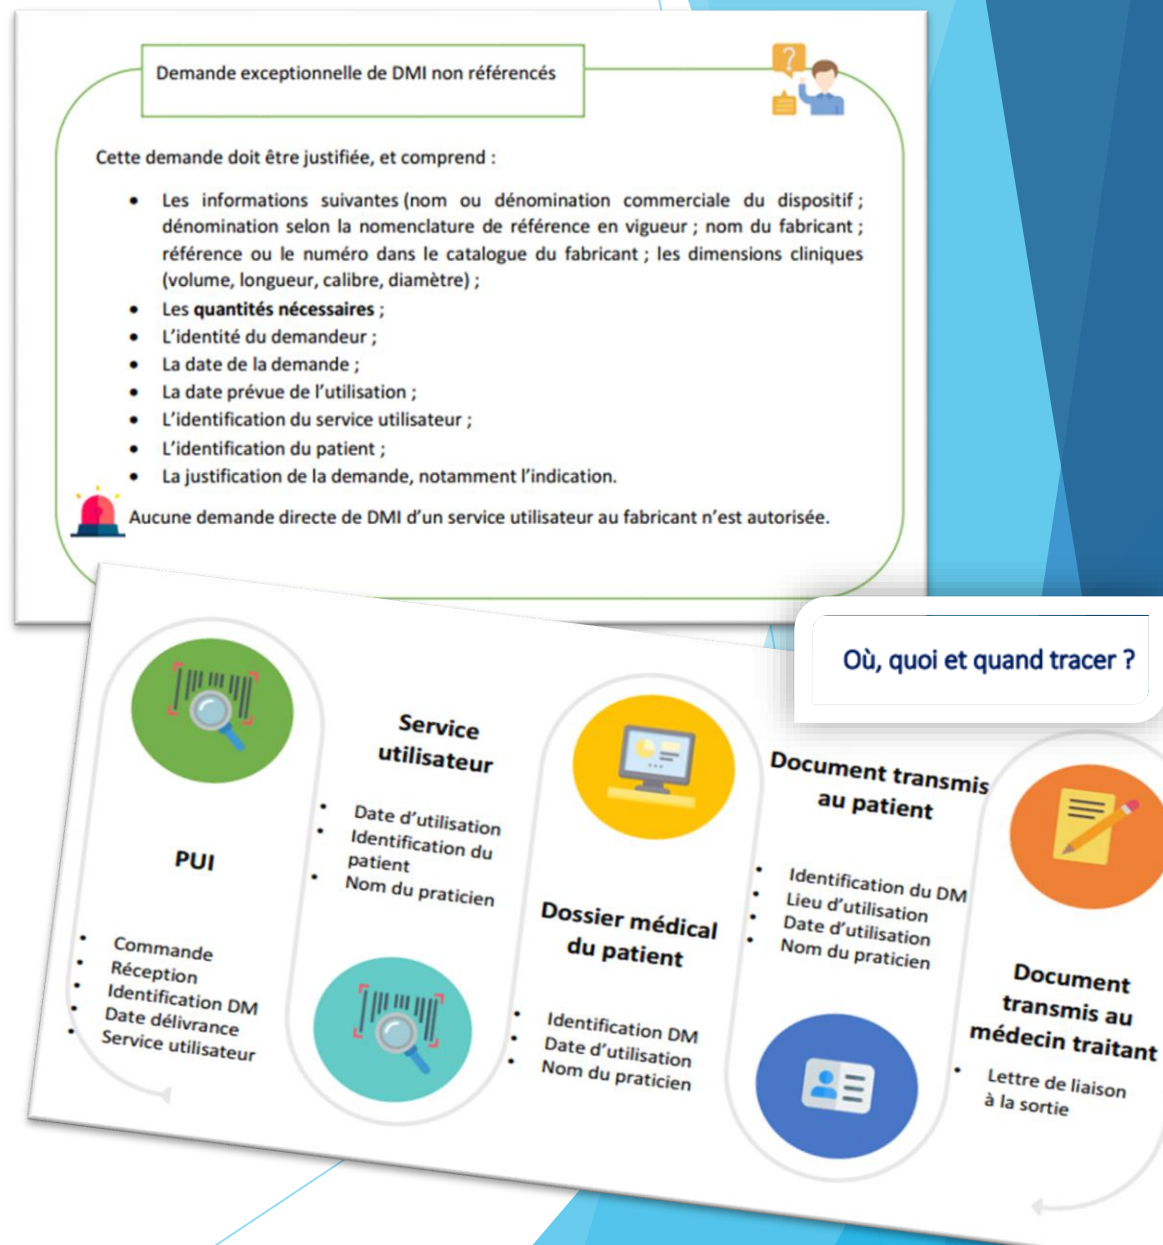 Demande exceptionnelle de DMI non référencés
?
Cette demande doit être justifiée, et comprend :
• Les informations suivantes (nom ou dénomination commerciale du dispositif ;
dénomination selon la nomenclature de référence en vigueur ; nom du fabricant ;
référence ou le numéro dans le catalogue du fabricant ; les dimensions cliniques
(volume, longueur, calibre, diamètre) ;
• Les quantités nécessaires ;
• L’identité du demandeur ;
• La date de la demande ;
• La date prévue de l’utilisation ;
• L’identification du service utilisateur ;
• L’identification du patient ;
• La justification de la demande, notamment l’indication.
Aucune demande directe de DMI d’un service utilisateur au fabricant n’est autorisée.
Où, quoi et quand tracer ?
PUI
• Commande
• Réception
• Identification DM
• Date délivrance
• Service utilisateur
Service
utilisateur
• Date d’utilisation
• Identification du
patient
• Nom du praticien
Dossier médical
du patient
• Identification DM
• Date d’utilisation
• Nom du praticien
Document transmis
au patient
• Identification du DM
• Lieu d’utilisation
• Date d’utilisation
• Nom du praticien
Document
transmis au
médecin traitant
• Lettre de liaison
à la sortie